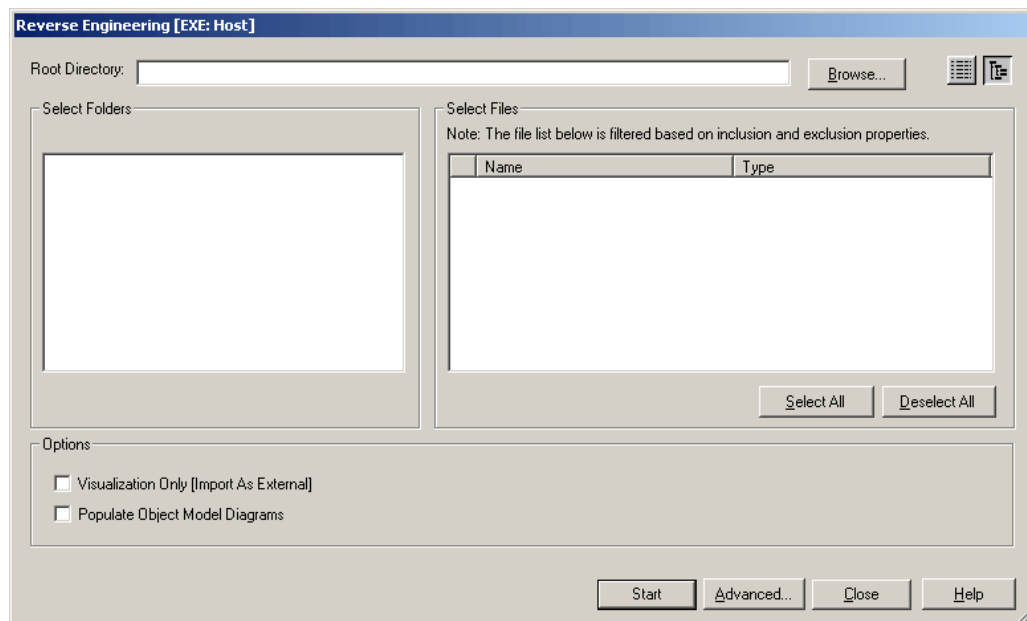 Reverse Engineering [EXE: Host]
Root Directory: Browse...
Select Folders
Select Files
Note: The file list below is filtered based on inclusion and exclusion properties.
Name Type
Select All Deselect All
Options
Visualization Only [Import As External]
Populate Object Model Diagrams
Start Advanced... Close Help